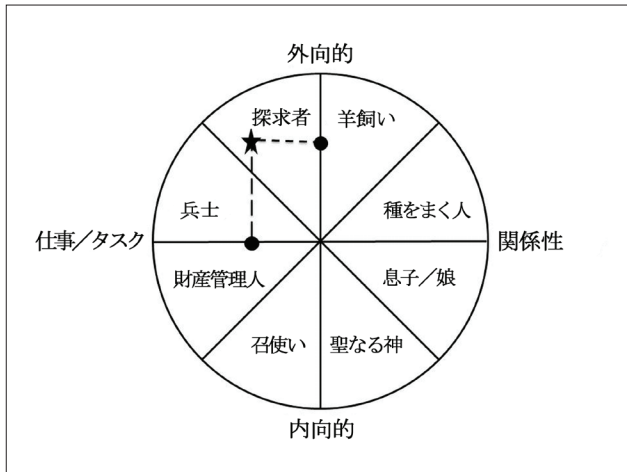 外向的
探求者
羊飼い
兵士
種をまく人
仕事／タスク
関係性
財産管理人
息子／娘
召使い
聖なる神
内向的